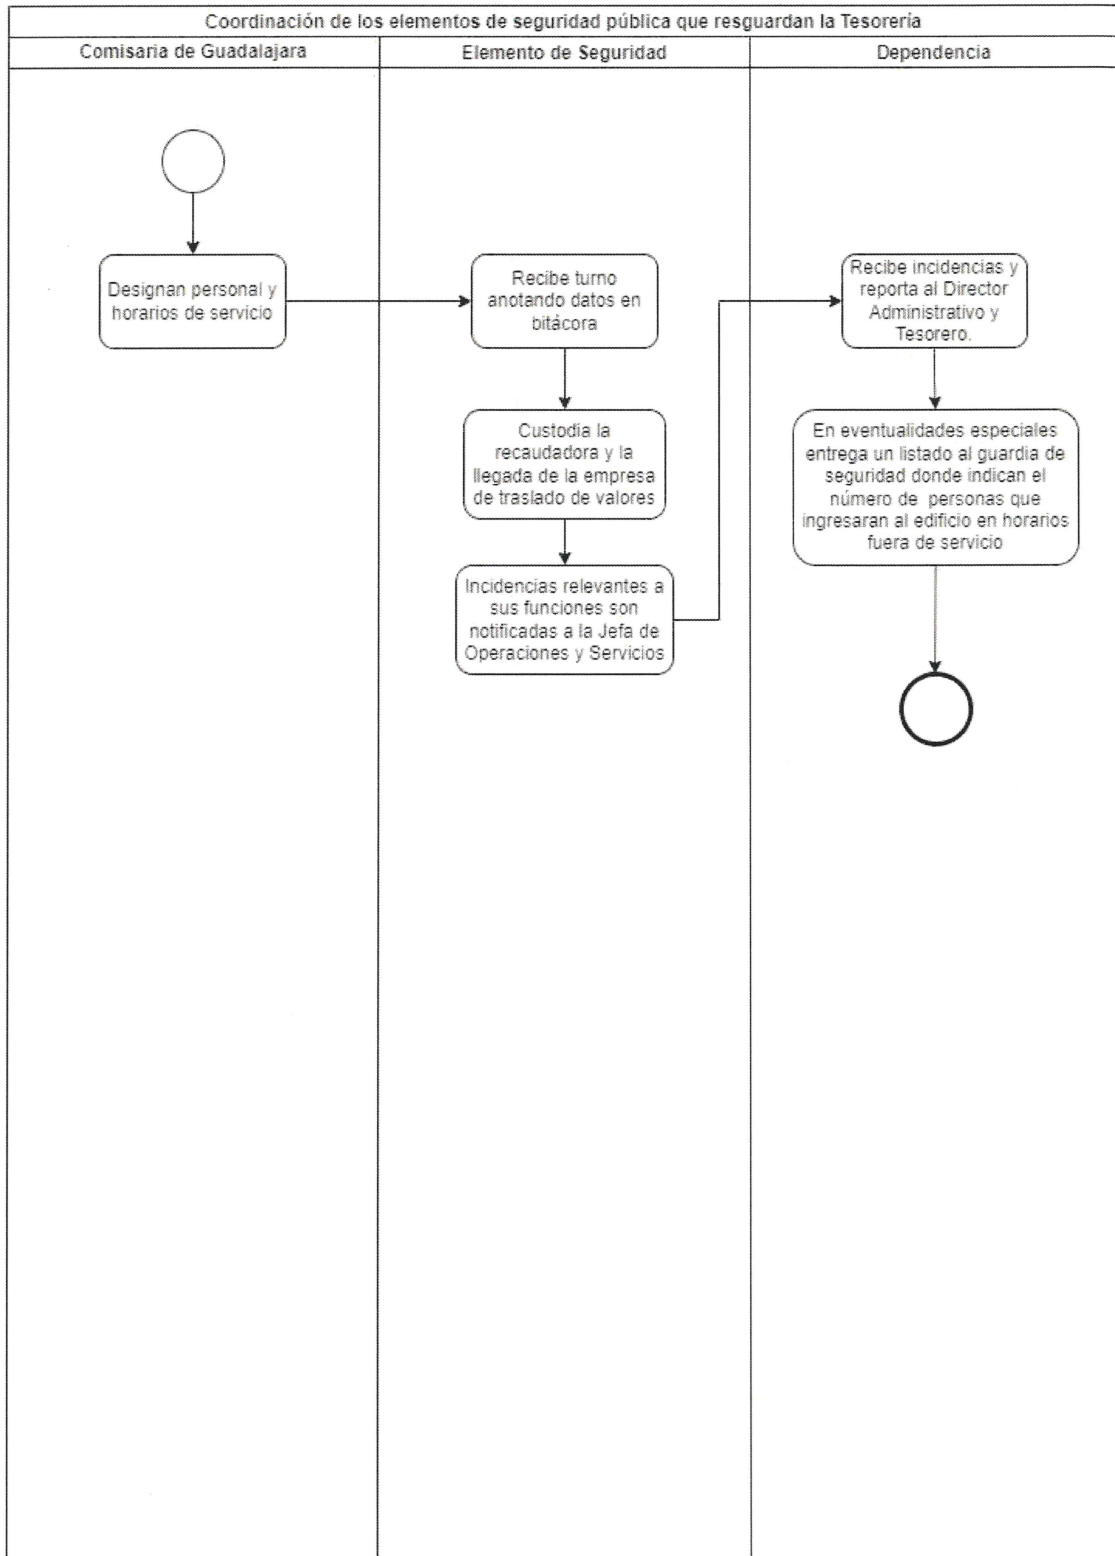 Coordinación de los elementos de seguridad pública que resguardan la Tesorería
Comisaria de Guadalajara
Elemento de Seguridad
Dependencia
Designan personal y
horarios de servicio
Recibe turno
anotando datos en
bitácora
Custodia la
recaudadora y la
llegada de la empresa
de traslado de valores
Incidencias relevantes a
sus funciones son
notificadas a la Jefa de
Operaciones y Servicios
Recibe incidencias y
reporta al Director
Administrativo y
Tesorero.
En eventualidades especiales
entrega un listado al guardia de
seguridad donde indican el
número de personas que
ingresaran al edificio en horarios
fuera de servicio